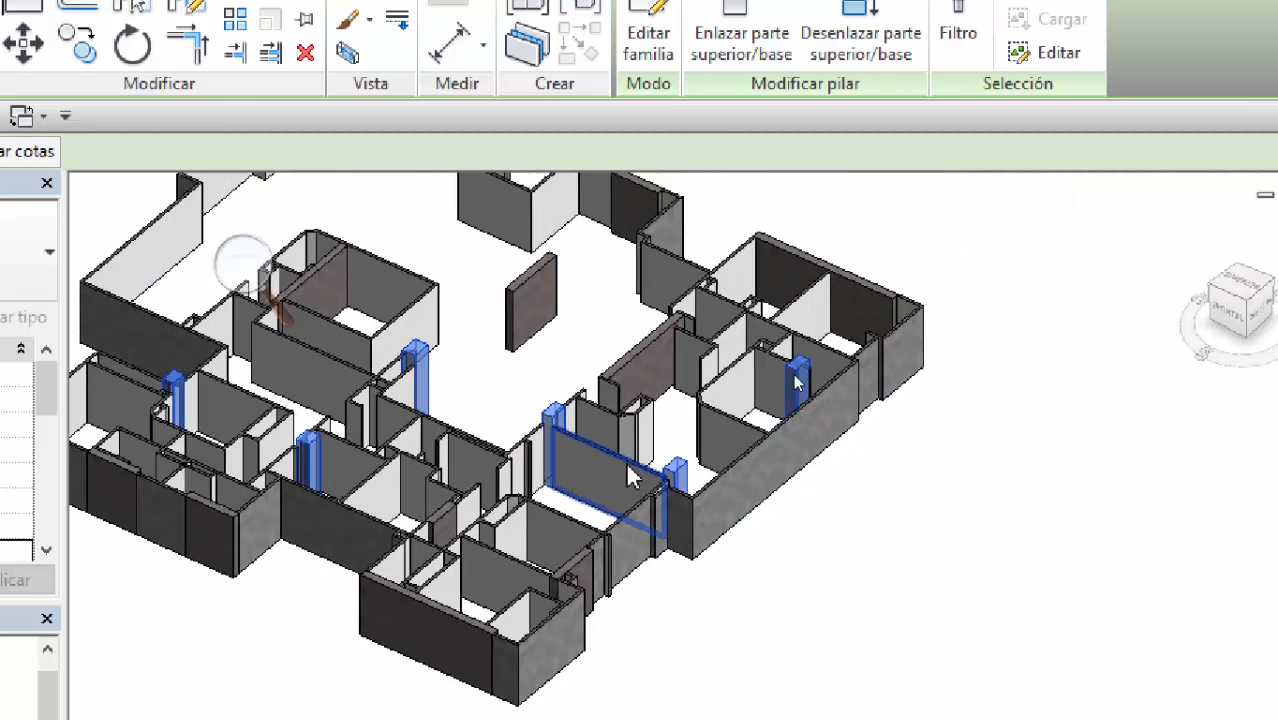 Editar
familia
Enlazar parte
superior/base
Desenlazar parte
superior/base
Filtro
Cargar
Editar
Modificar
Vista
Medir
Crear
Modo
Modificar pilar
Selección
ar cotas
ar tipo
licar